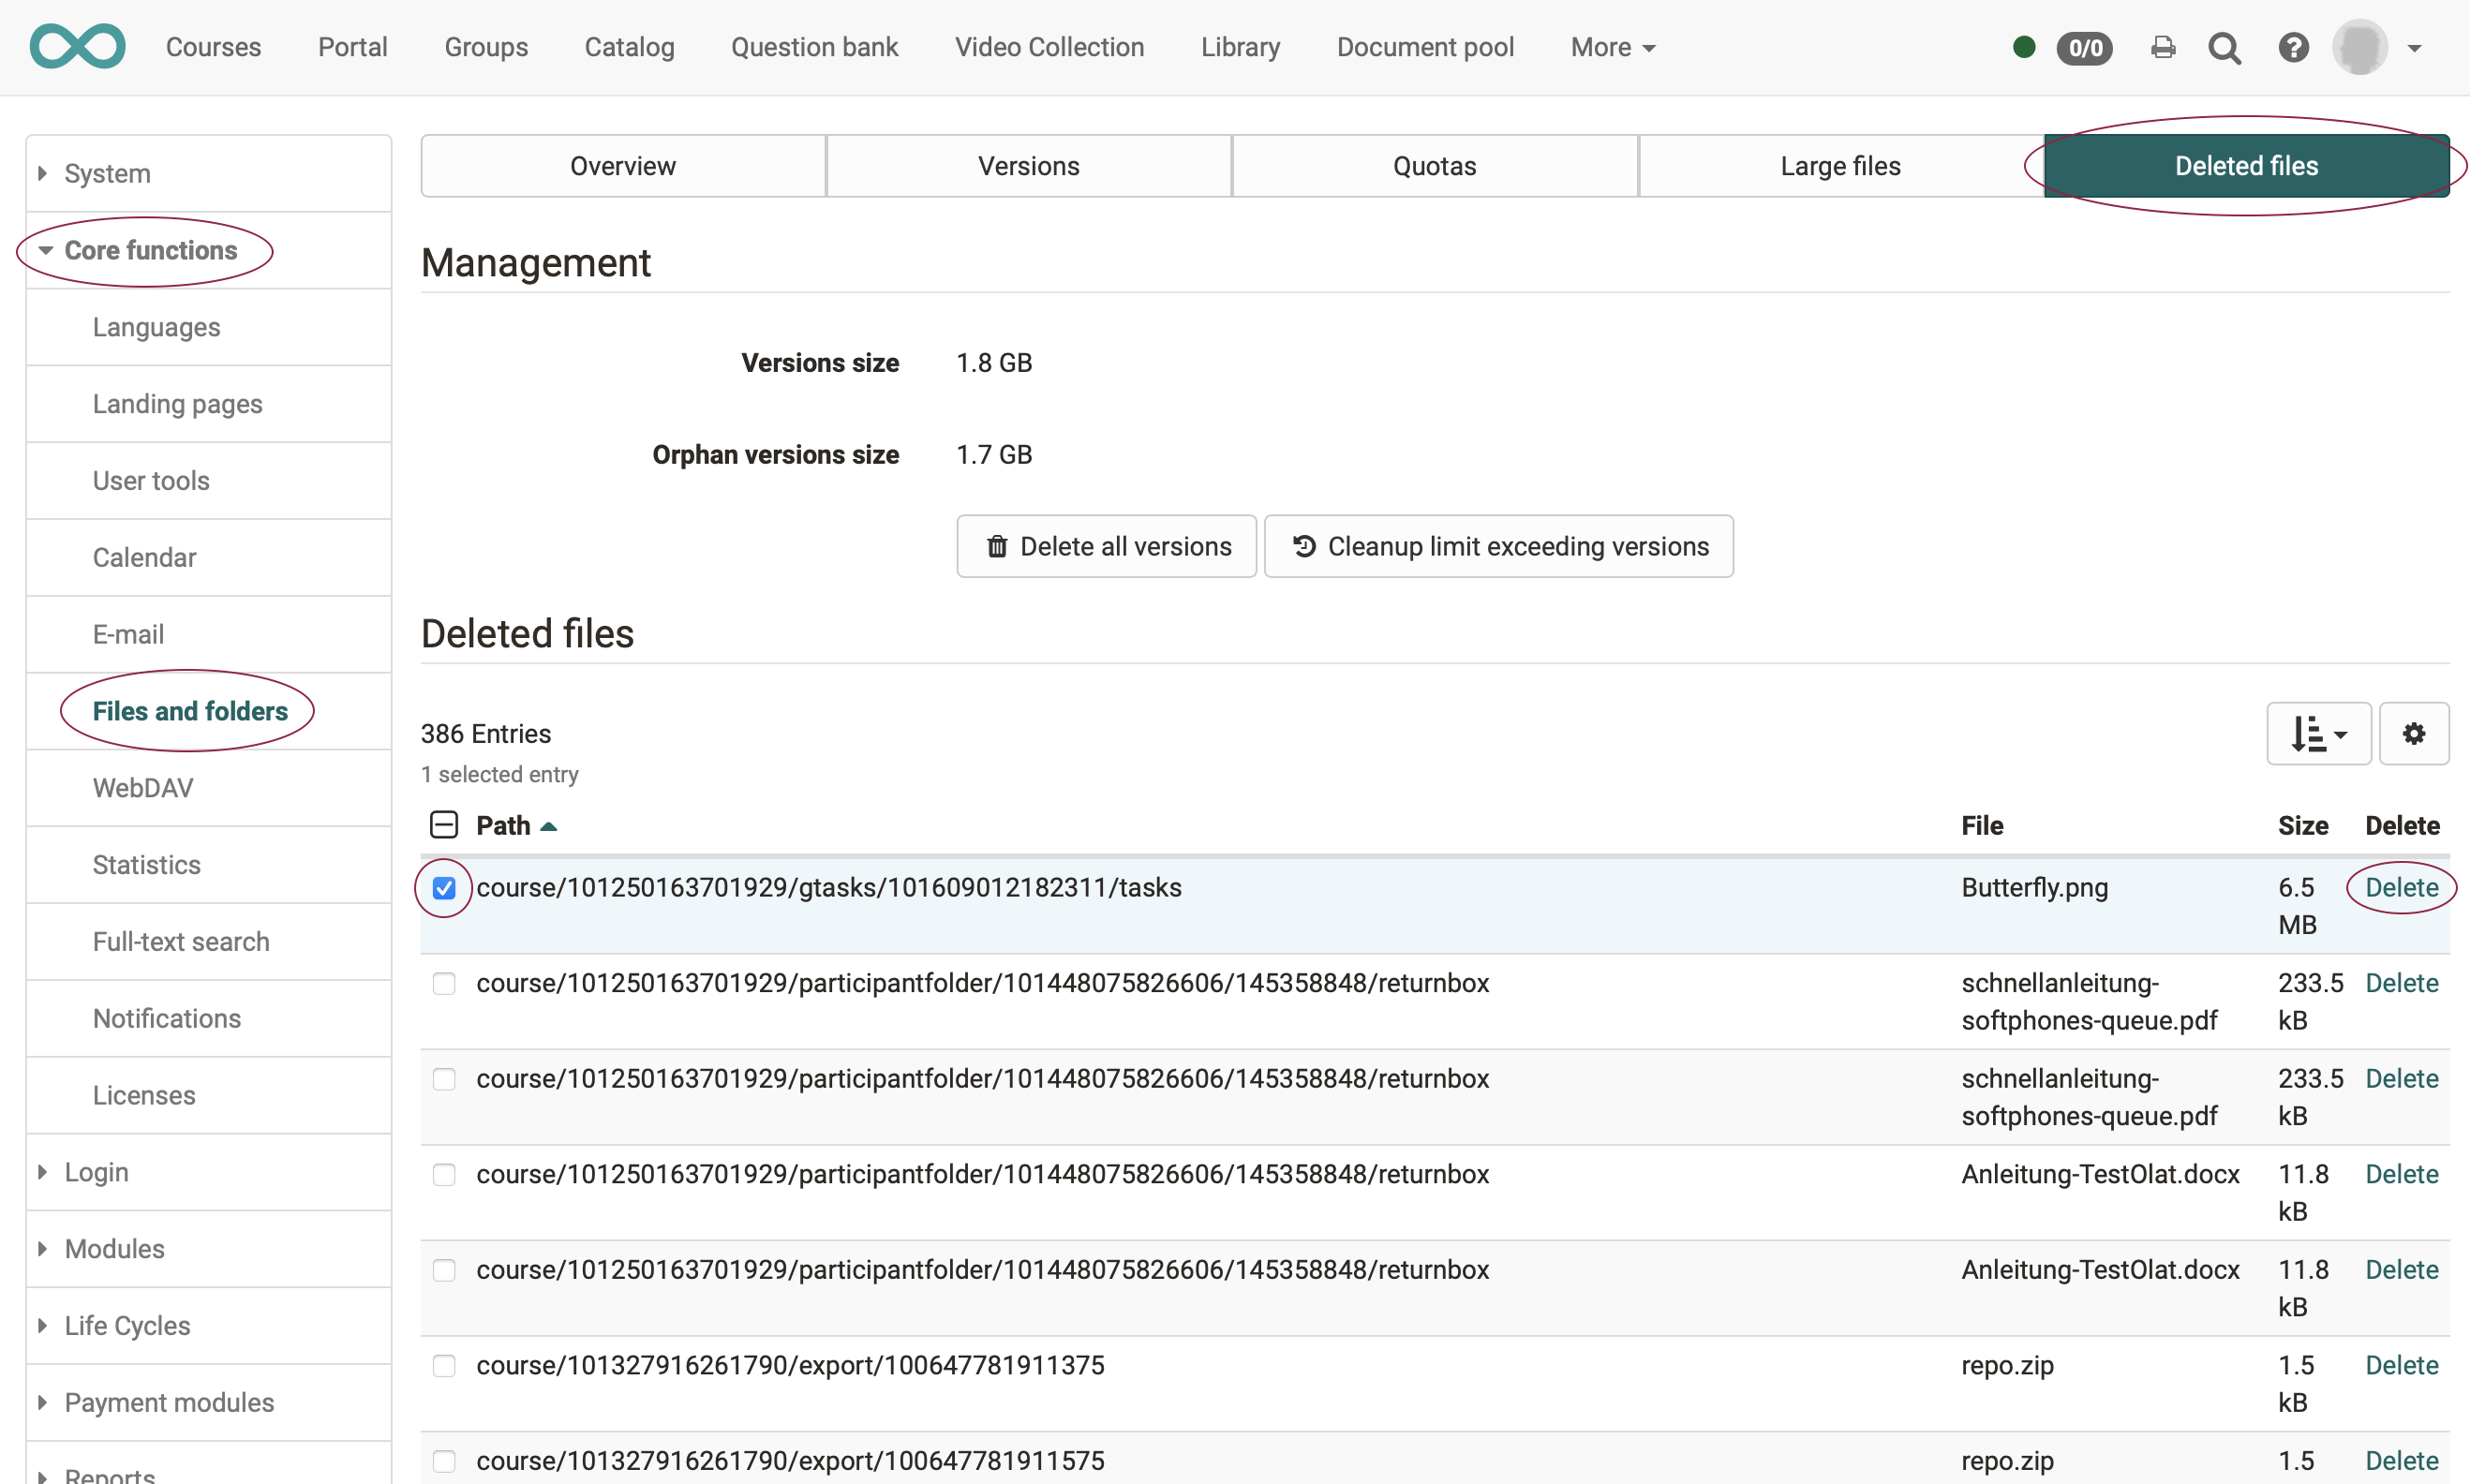 Courses Portal Groups Catalog Question bank Video Collection Library Document pool More 0/0
System
Core functions
Languages
Landing pages
User tools
Calendar
E-mail
Files and folders
WebDAV
Statistics
Full-text search
Notifications
Licenses
Login
Modules
Life Cycles
Payment modules
Reports
Overview Versions Quotas Large files Deleted files
Management
Versions size 1.8 GB
Orphan versions size 1.7 GB
Delete all versions Cleanup limit exceeding versions
Deleted files
386 Entries
1 selected entry
Path File Size Delete
course/101250163701929/gtasks/101609012182311/tasks Butterfly.png 6.5 Delete
MB
course/101250163701929/participantfolder/101448075826606/145358848/returnbox schnellanleitung- 233.5 Delete
softphones-queue.pdf kB
course/101250163701929/participantfolder/101448075826606/145358848/returnbox schnellanleitung- 233.5 Delete
softphones-queue.pdf kB
course/101250163701929/participantfolder/101448075826606/145358848/returnbox Anleitung-TestOlat.docx 11.8 Delete
kB
course/101250163701929/participantfolder/101448075826606/145358848/returnbox Anleitung-TestOlat.docx 11.8 Delete
kB
course/101327916261790/export/100647781911375 repo.zip 1.5 Delete
kB
course/101327916261790/export/100647781911575 repo.zip 1.5 Delete